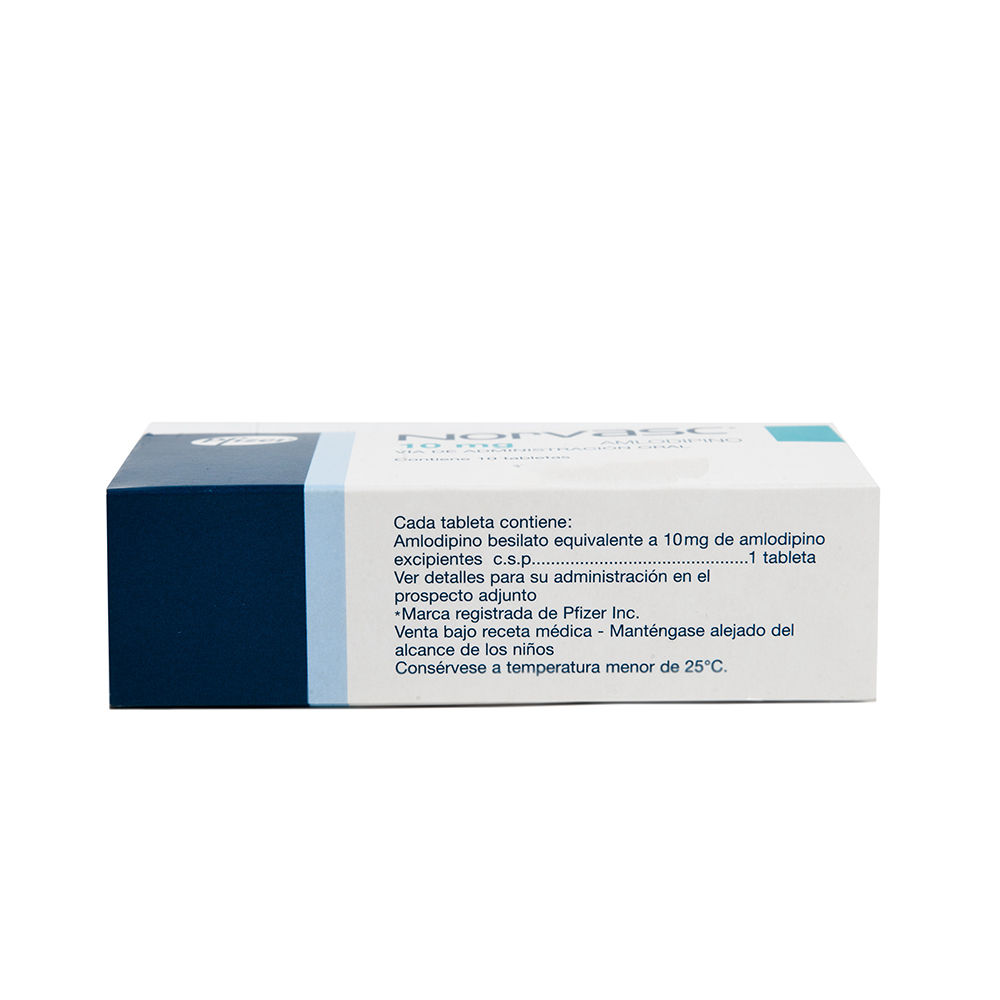 Pfizer
Norvasc®
10 mg
AMLODIPINO
VÍA DE ADMINISTRACIÓN ORAL
Contiene 10 tabletas
Cada tableta contiene:
Amlodipino besilato equivalente a 10mg de amlodipino
excipientes c.s.p...............................................1 tableta
Ver detalles para su administración en el
prospecto adjunto
*Marca registrada de Pfizer Inc.
Venta bajo receta médica - Manténgase alejado del
alcance de los niños
Consérvese a temperatura menor de 25°C.